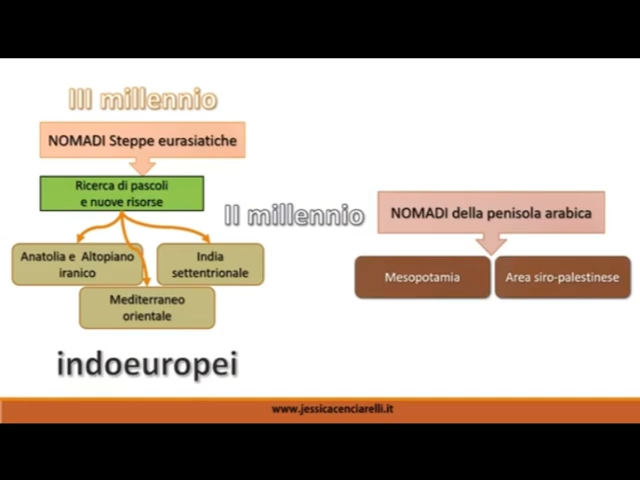 III millennio
NOMADI Steppe eurasiatiche
Ricerca di pascoli
e nuove risorse
Anatolia e Altopiano
iranico
India
settentrionale
Mediterraneo
orientale
indoeuropei
II millennio
NOMADI della penisola arabica
Mesopotamia
Area siro-palestinese
www.jessicacenciarelli.it